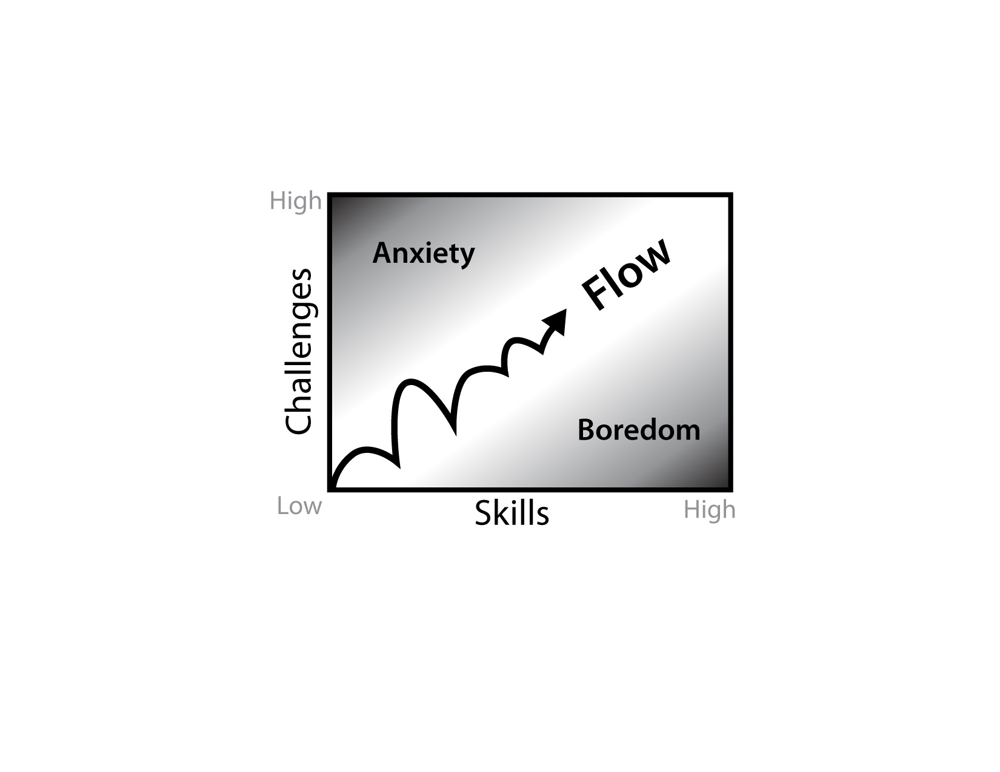 High
Anxiety
Flow
Challenges
Boredom
Low
Skills
High